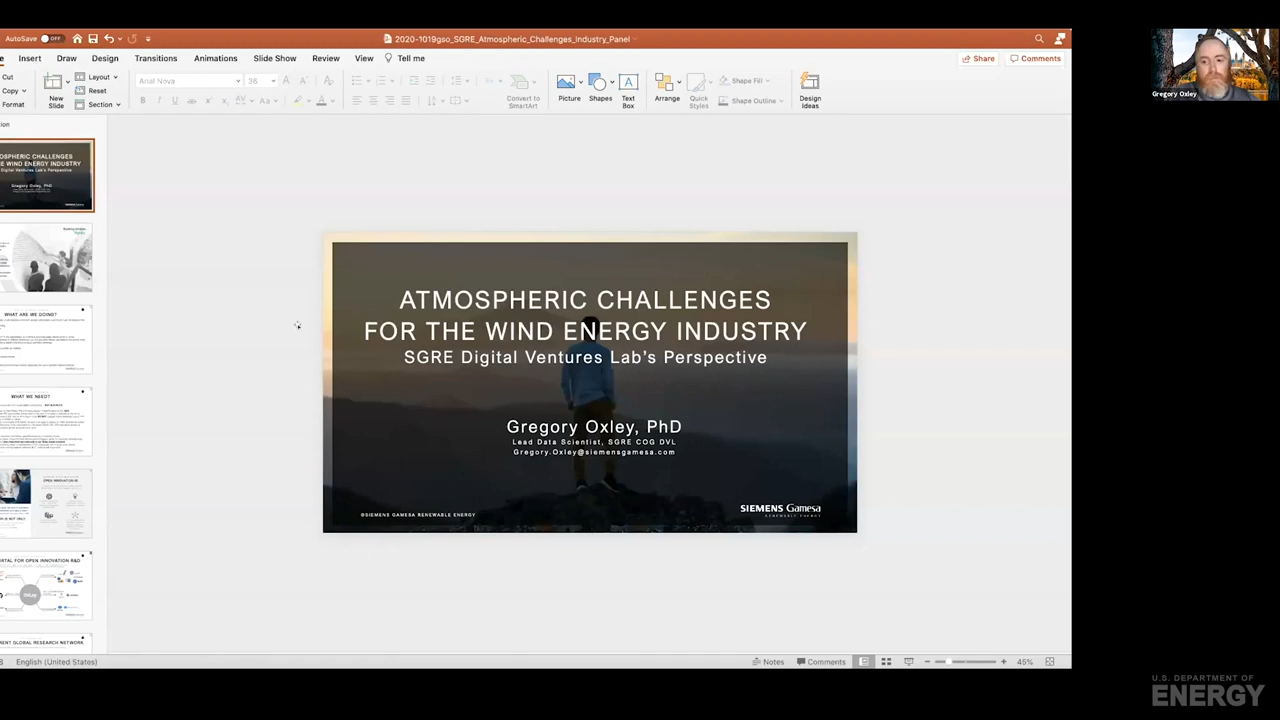 AutoSave OFF
2020-1019gso_SGRE_Atmospheric_Challenges_Industry_Panel
Insert Draw Design Transitions Animations Slide Show Review View Tell me
Share Comments
Cut
Copy
Format
New
Slide
Layout
Reset
Section
Arial Nova 36
Convert to
SmartArt
Picture
Shapes
Text
Box
Arrange
Quick
Styles
Shape Fill
Shape Outline
Design
Ideas
Gregory Oxley
ATMOSPHERIC CHALLENGES
FOR THE WIND ENERGY INDUSTRY
SGRE Digital Ventures Lab's Perspective
Gregory Oxley, PhD
Lead Data Scientist, SGRE COG DVL
Gregory.Oxley@siemensgamesa.com
©SIEMENS GAMESA RENEWABLE ENERGY
SIEMENS Gamesa
RENEWABLE ENERGY
WHAT ARE WE DOING?
WHAT WE NEED?
OPEN INNOVATION IS
English (United States)
Notes Comments 45%
U.S. DEPARTMENT OF
ENERGY